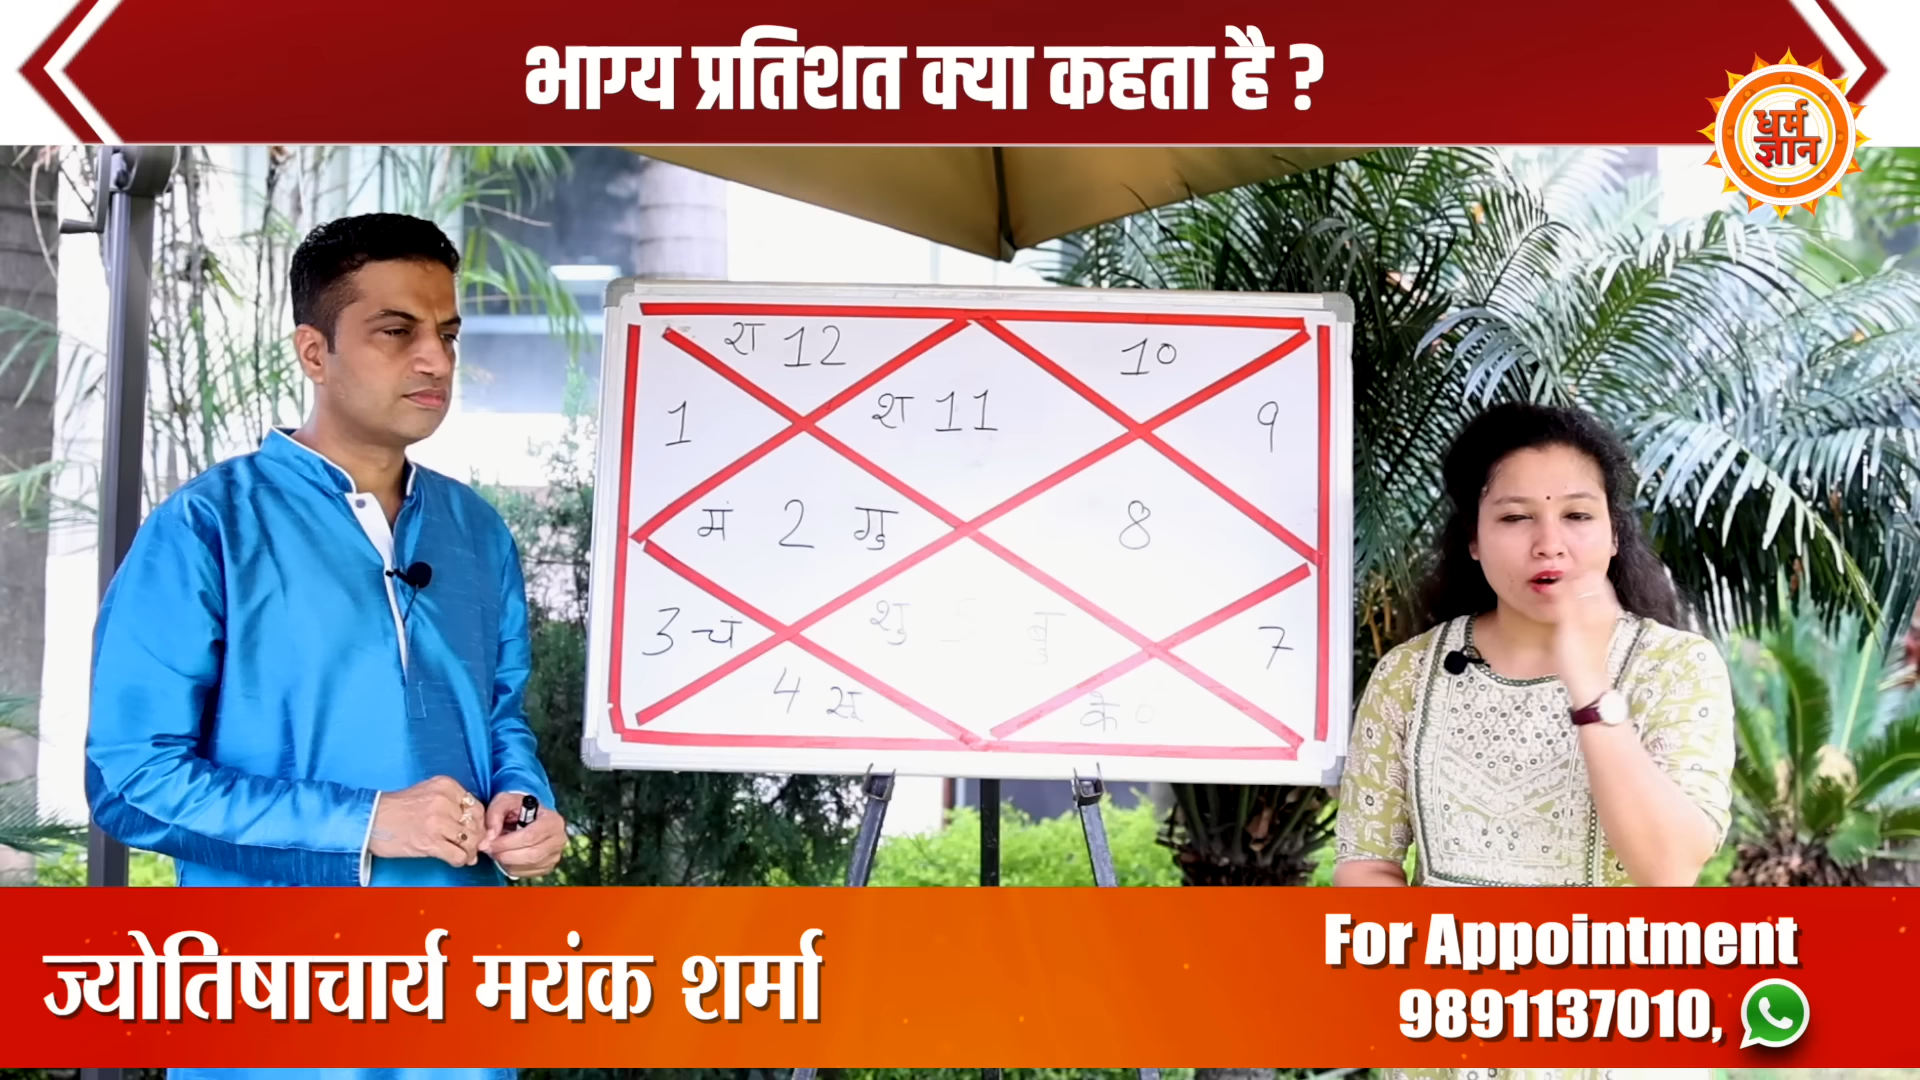 भाग्य प्रतिशत क्या कहता है ?
धर्म
ज्ञान
रा 12
10
1
श 11
9
मं 2 गु
8
3 च
शु 5 बु
7
4 सू
के
ज्योतिषाचार्य मयंक शर्मा
For Appointment
9891137010,